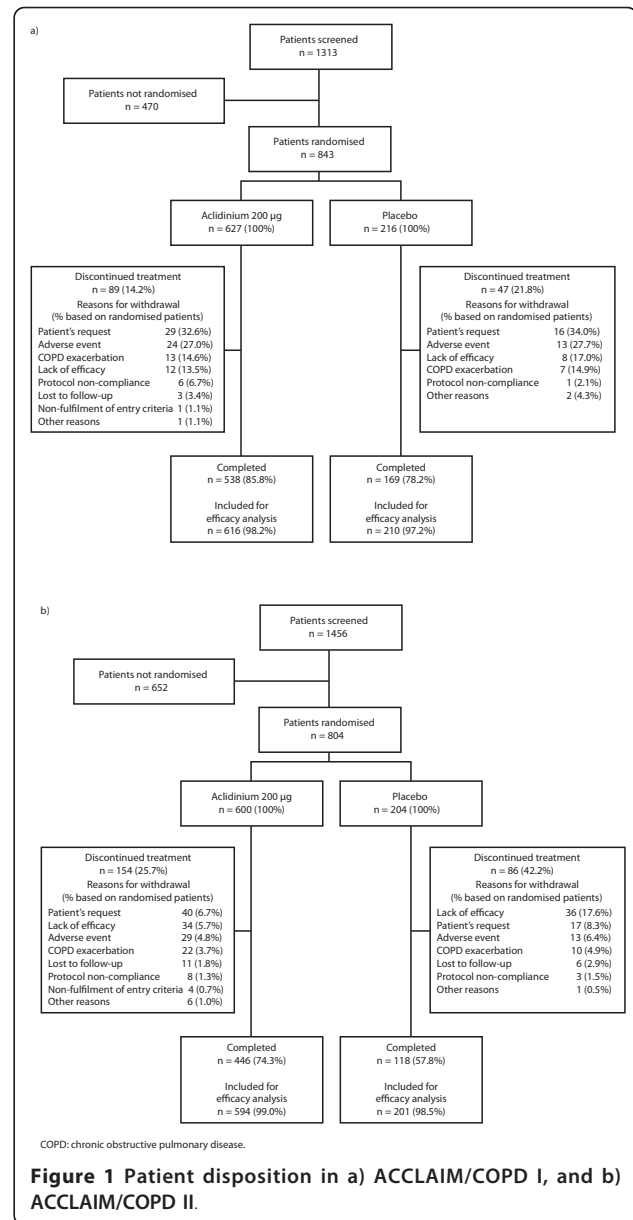 a)
Patients screened
n = 1313
Patients not randomised
n = 470
Patients randomised
n = 843
Aclidinium 200 µg
n = 627 (100%)
Placebo
n = 216 (100%)
Discontinued treatment
n = 89 (14.2%)
Reasons for withdrawal
(% based on randomised patients)
Patient's request 29 (32.6%)
Adverse event 24 (27.0%)
COPD exacerbation 13 (14.6%)
Lack of efficacy 12 (13.5%)
Protocol non-compliance 6 (6.7%)
Lost to follow-up 3 (3.4%)
Non-fulfilment of entry criteria 1 (1.1%)
Other reasons 1 (1.1%)
Discontinued treatment
n = 47 (21.8%)
Reasons for withdrawal
(% based on randomised patients)
Patient's request 16 (34.0%)
Adverse event 13 (27.7%)
Lack of efficacy 8 (17.0%)
COPD exacerbation 7 (14.9%)
Protocol non-compliance 1 (2.1%)
Other reasons 2 (4.3%)
Completed
n = 538 (85.8%)
Included for
efficacy analysis
n = 616 (98.2%)
Completed
n = 169 (78.2%)
Included for
efficacy analysis
n = 210 (97.2%)
b)
Patients screened
n = 1456
Patients not randomised
n = 652
Patients randomised
n = 804
Aclidinium 200 µg
n = 600 (100%)
Placebo
n = 204 (100%)
Discontinued treatment
n = 154 (25.7%)
Reasons for withdrawal
(% based on randomised patients)
Patient's request 40 (6.7%)
Lack of efficacy 34 (5.7%)
Adverse event 29 (4.8%)
COPD exacerbation 22 (3.7%)
Lost to follow-up 11 (1.8%)
Protocol non-compliance 8 (1.3%)
Non-fulfilment of entry criteria 4 (0.7%)
Other reasons 6 (1.0%)
Discontinued treatment
n = 86 (42.2%)
Reasons for withdrawal
(% based on randomised patients)
Lack of efficacy 36 (17.6%)
Patient's request 17 (8.3%)
Adverse event 13 (6.4%)
COPD exacerbation 10 (4.9%)
Lost to follow-up 6 (2.9%)
Protocol non-compliance 3 (1.5%)
Other reasons 1 (0.5%)
Completed
n = 446 (74.3%)
Included for
efficacy analysis
n = 594 (99.0%)
Completed
n = 118 (57.8%)
Included for
efficacy analysis
n = 201 (98.5%)
COPD: chronic obstructive pulmonary disease.
Figure 1 Patient disposition in a) ACCLAIM/COPD I, and b)
ACCLAIM/COPD II.